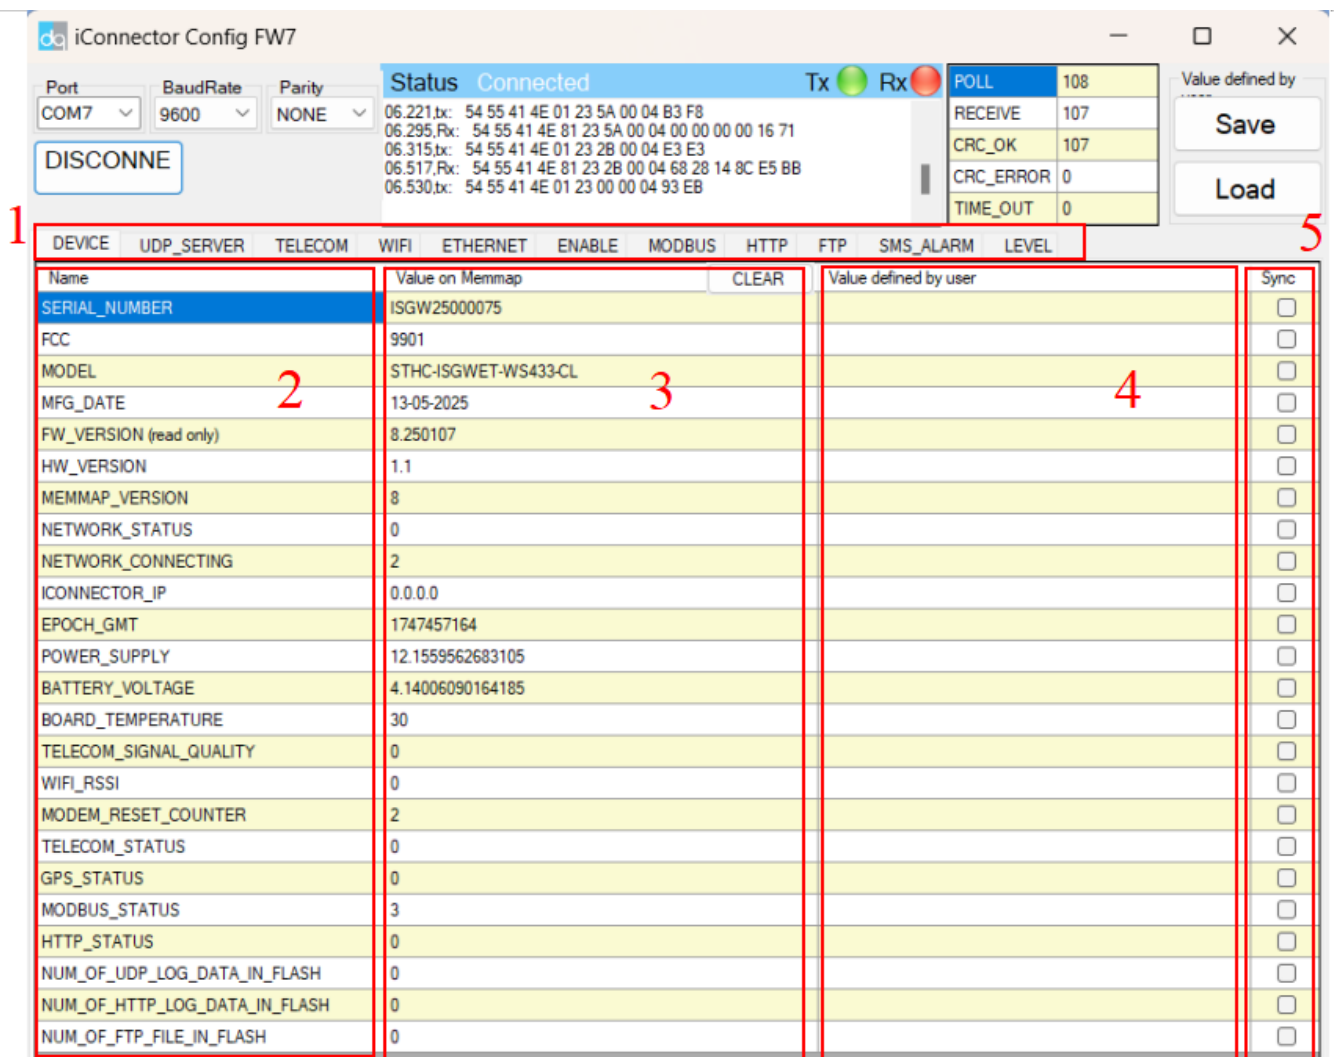 dq iConnector Config FW7
Port BaudRate Parity
COM7 9600 NONE
DISCONNE
Status Connected Tx Rx
06.221,tx: 54 55 41 4E 01 23 5A 00 04 B3 F8
06.295,Rx: 54 55 41 4E 81 23 5A 00 04 00 00 00 00 16 71
06.315,tx: 54 55 41 4E 01 23 2B 00 04 E3 E3
06.517,Rx: 54 55 41 4E 81 23 2B 00 04 68 28 14 8C E5 BB
06.530,tx: 54 55 41 4E 01 23 00 00 04 93 EB
POLL 108
RECEIVE 107
CRC_OK 107
CRC_ERROR 0
TIME_OUT 0
Value defined by
Save
Load
1 5
DEVICE UDP_SERVER TELECOM WIFI ETHERNET ENABLE MODBUS HTTP FTP SMS_ALARM LEVEL
Name Value on Memmap CLEAR Value defined by user Sync
SERIAL_NUMBER ISGW25000075
FCC 9901
MODEL STHC-ISGWET-WS433-CL
2 3 4
MFG_DATE 13-05-2025
FW_VERSION (read only) 8.250107
HW_VERSION 1.1
MEMMAP_VERSION 8
NETWORK_STATUS 0
NETWORK_CONNECTING 2
ICONNECTOR_IP 0.0.0.0
EPOCH_GMT 1747457164
POWER_SUPPLY 12.1559562683105
BATTERY_VOLTAGE 4.14006090164185
BOARD_TEMPERATURE 30
TELECOM_SIGNAL_QUALITY 0
WIFI_RSSI 0
MODEM_RESET_COUNTER 2
TELECOM_STATUS 0
GPS_STATUS 0
MODBUS_STATUS 3
HTTP_STATUS 0
NUM_OF_UDP_LOG_DATA_IN_FLASH 0
NUM_OF_HTTP_LOG_DATA_IN_FLASH 0
NUM_OF_FTP_FILE_IN_FLASH 0